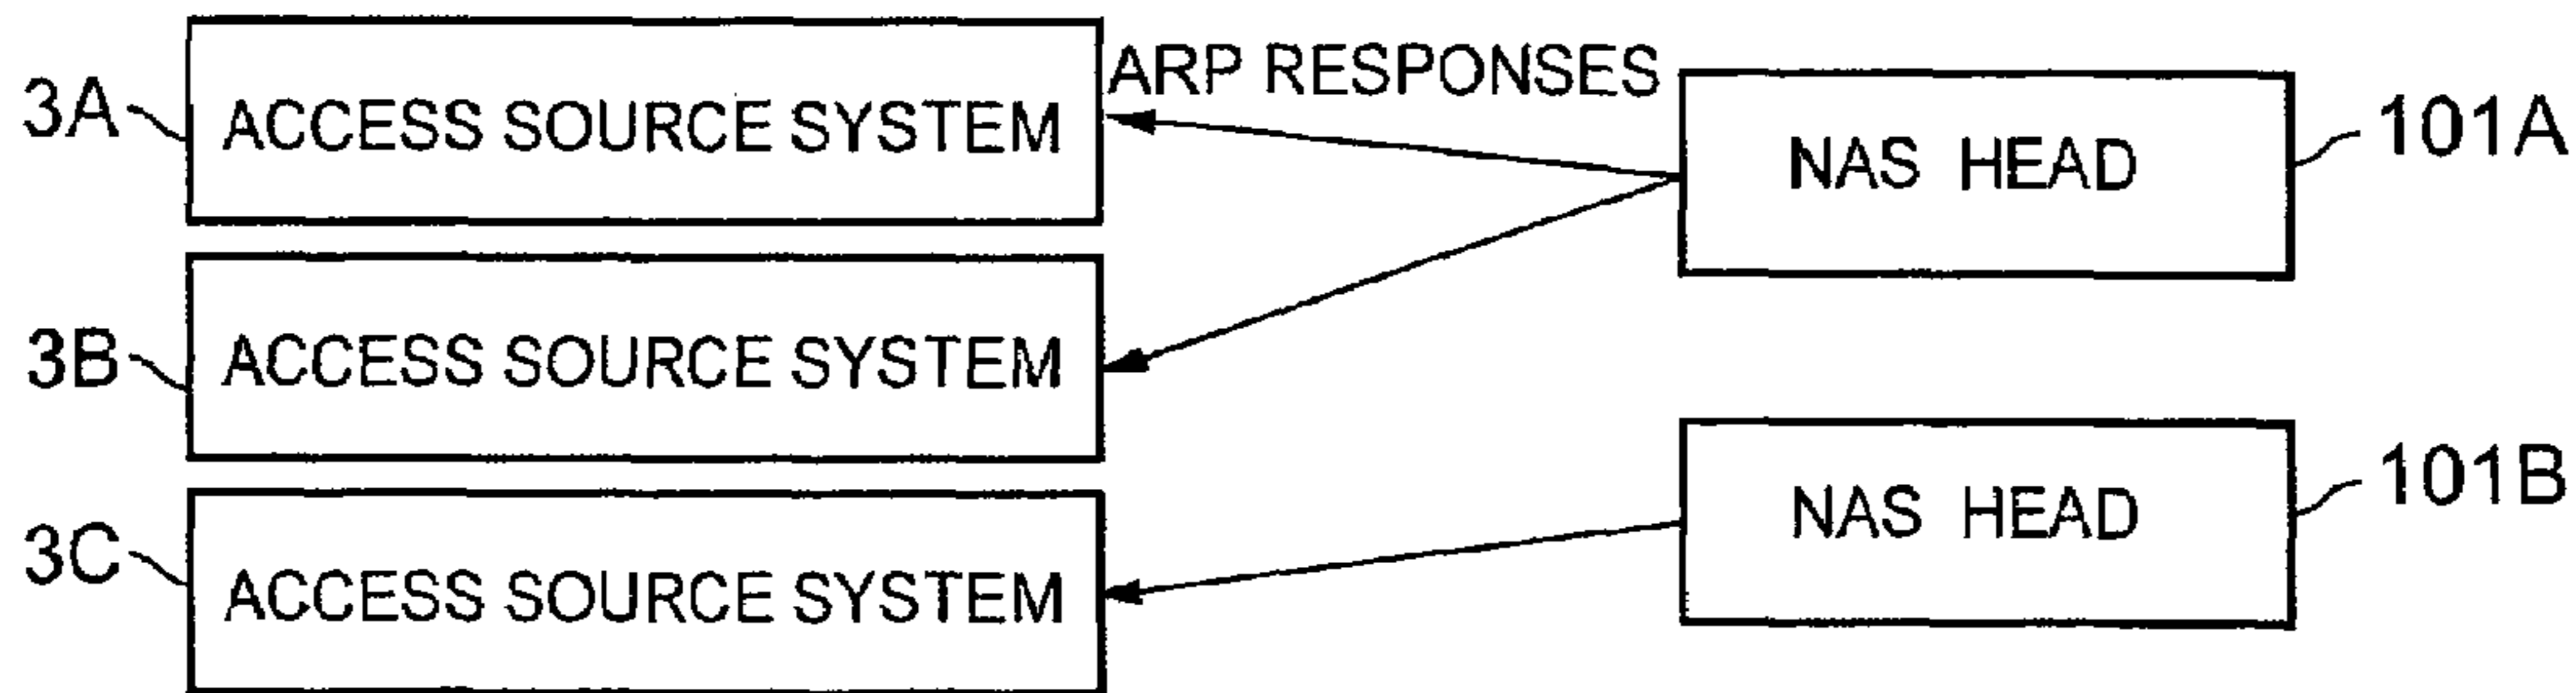 ARP RESPONSES
3A
ACCESS SOURCE SYSTEM
NAS HEAD
101A
3B
ACCESS SOURCE SYSTEM
3C
ACCESS SOURCE SYSTEM
NAS HEAD
101B